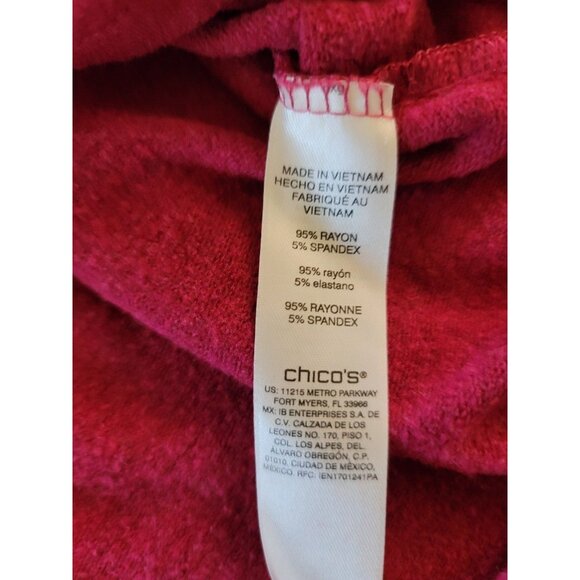 MADE IN VIETNAM
HECHO EN VIETNAM
FABRIQUÉ AU
VIETNAM
95% RAYON
5% SPANDEX
95% rayón
5% elastano
95% RAYONNE
5% SPANDEX
chico's®
US: 11215 METRO PARKWAY
FORT MYERS, FL 33966
MX: IB ENTERPRISES S.A. DE
C.V. CALZADA DE LOS
LEONES NO. 170, PISO 1,
COL. LOS ALPES, DEL.
ÁLVARO OBREGÓN, C.P.
01010, CIUDAD DE MÉXICO,
MÉXICO. RFC: IEN1701241PA